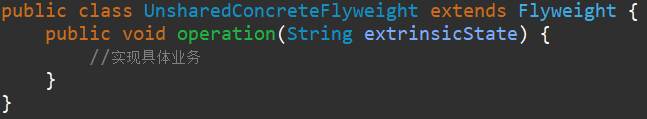 public class UnsharedConcreteFlyweight extends Flyweight {
    public void operation(String extrinsicState) {
        //实现具体业务
    }
}